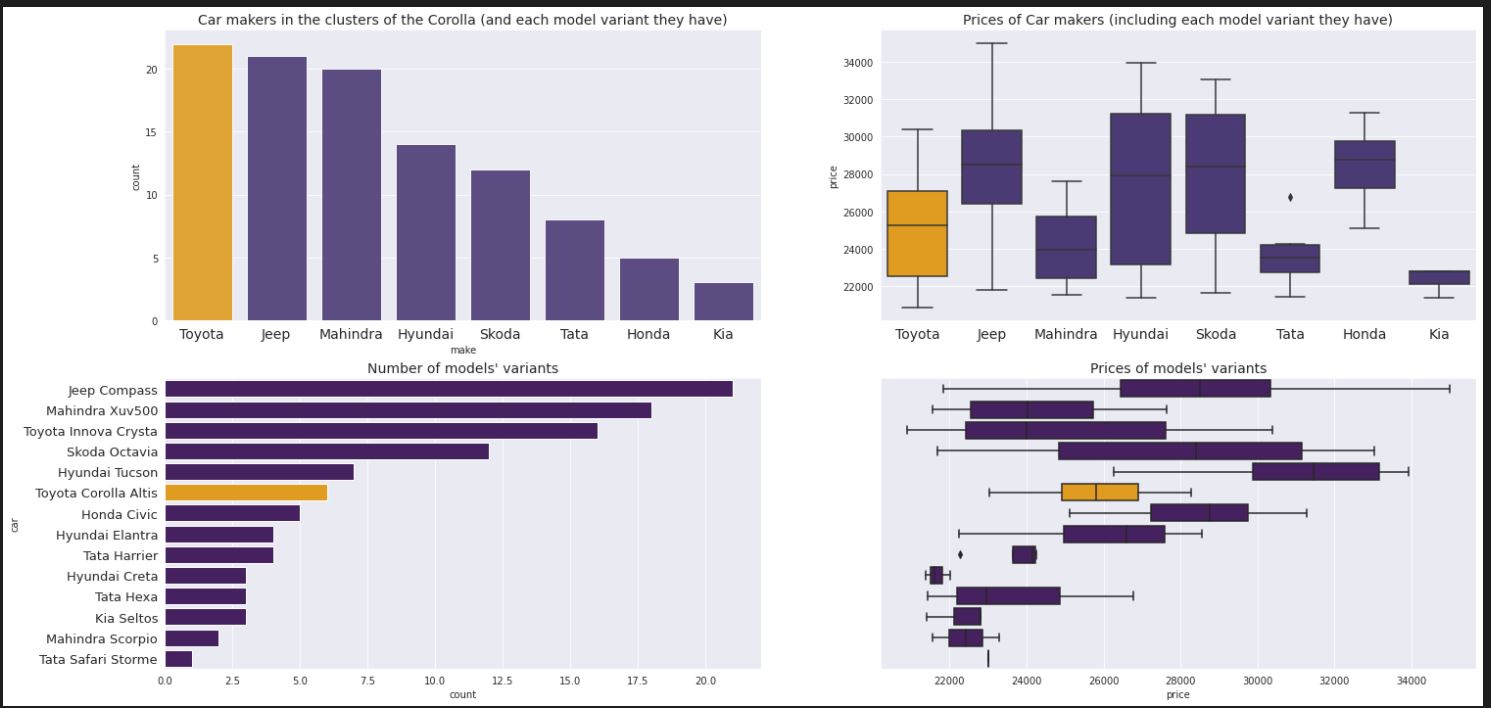 Car makers in the clusters of the Corolla (and each model variant they have)
count
20
15
10
5
0
Toyota Jeep Mahindra Hyundai Skoda Tata Honda Kia
make
Prices of Car makers (including each model variant they have)
price
34000
32000
30000
28000
26000
24000
22000
Toyota Jeep Mahindra Hyundai Skoda Tata Honda Kia
Number of models' variants
car
Jeep Compass
Mahindra Xuv500
Toyota Innova Crysta
Skoda Octavia
Hyundai Tucson
Toyota Corolla Altis
Honda Civic
Hyundai Elantra
Tata Harrier
Hyundai Creta
Tata Hexa
Kia Seltos
Mahindra Scorpio
Tata Safari Storme
0.0 2.5 5.0 7.5 10.0 12.5 15.0 17.5 20.0
count
Prices of models' variants
22000 24000 26000 28000 30000 32000 34000
price